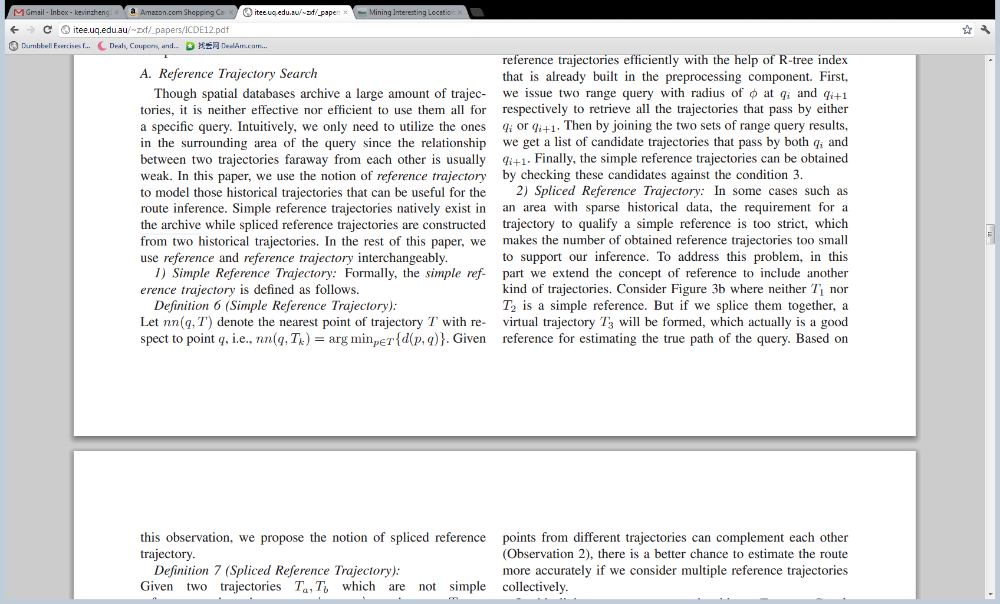 Gmail - Inbox - kevinzheng
Amazon.com Shopping Ca
itee.uq.edu.au/~zxf/_papers
Mining Interesting Location
itee.uq.edu.au/~zxf/_papers/ICDE12.pdf
Dumbbell Exercises f...
Deals, Coupons, and...
找丢网 DealAm.com...
A. Reference Trajectory Search
Though spatial databases archive a large amount of trajec-
tories, it is neither effective nor efficient to use them all for
a specific query. Intuitively, we only need to utilize the ones
in the surrounding area of the query since the relationship
between two trajectories faraway from each other is usually
weak. In this paper, we use the notion of reference trajectory
to model those historical trajectories that can be useful for the
route inference. Simple reference trajectories natively exist in
the archive while spliced reference trajectories are constructed
from two historical trajectories. In the rest of this paper, we
use reference and reference trajectory interchangeably.
1) Simple Reference Trajectory: Formally, the simple ref-
erence trajectory is defined as follows.
Definition 6 (Simple Reference Trajectory):
Let nn(q, T) denote the nearest point of trajectory T with re-
spect to point q, i.e., nn(q, Tₖ) = arg min_{p∈T}{d(p, q)}. Given
reference trajectories efficiently with the help of R-tree index
that is already built in the preprocessing component. First,
we issue two range query with radius of ϕ at qᵢ and qᵢ₊₁
respectively to retrieve all the trajectories that pass by either
qᵢ or qᵢ₊₁. Then by joining the two sets of range query results,
we get a list of candidate trajectories that pass by both qᵢ and
qᵢ₊₁. Finally, the simple reference trajectories can be obtained
by checking these candidates against the condition 3.
2) Spliced Reference Trajectory: In some cases such as
an area with sparse historical data, the requirement for a
trajectory to qualify a simple reference is too strict, which
makes the number of obtained reference trajectories too small
to support our inference. To address this problem, in this
part we extend the concept of reference to include another
kind of trajectories. Consider Figure 3b where neither T₁ nor
T₂ is a simple reference. But if we splice them together, a
virtual trajectory T₃ will be formed, which actually is a good
reference for estimating the true path of the query. Based on
this observation, we propose the notion of spliced reference
trajectory.
Definition 7 (Spliced Reference Trajectory):
Given two trajectories Tₐ, T_b which are not simple
points from different trajectories can complement each other
(Observation 2), there is a better chance to estimate the route
more accurately if we consider multiple reference trajectories
collectively.